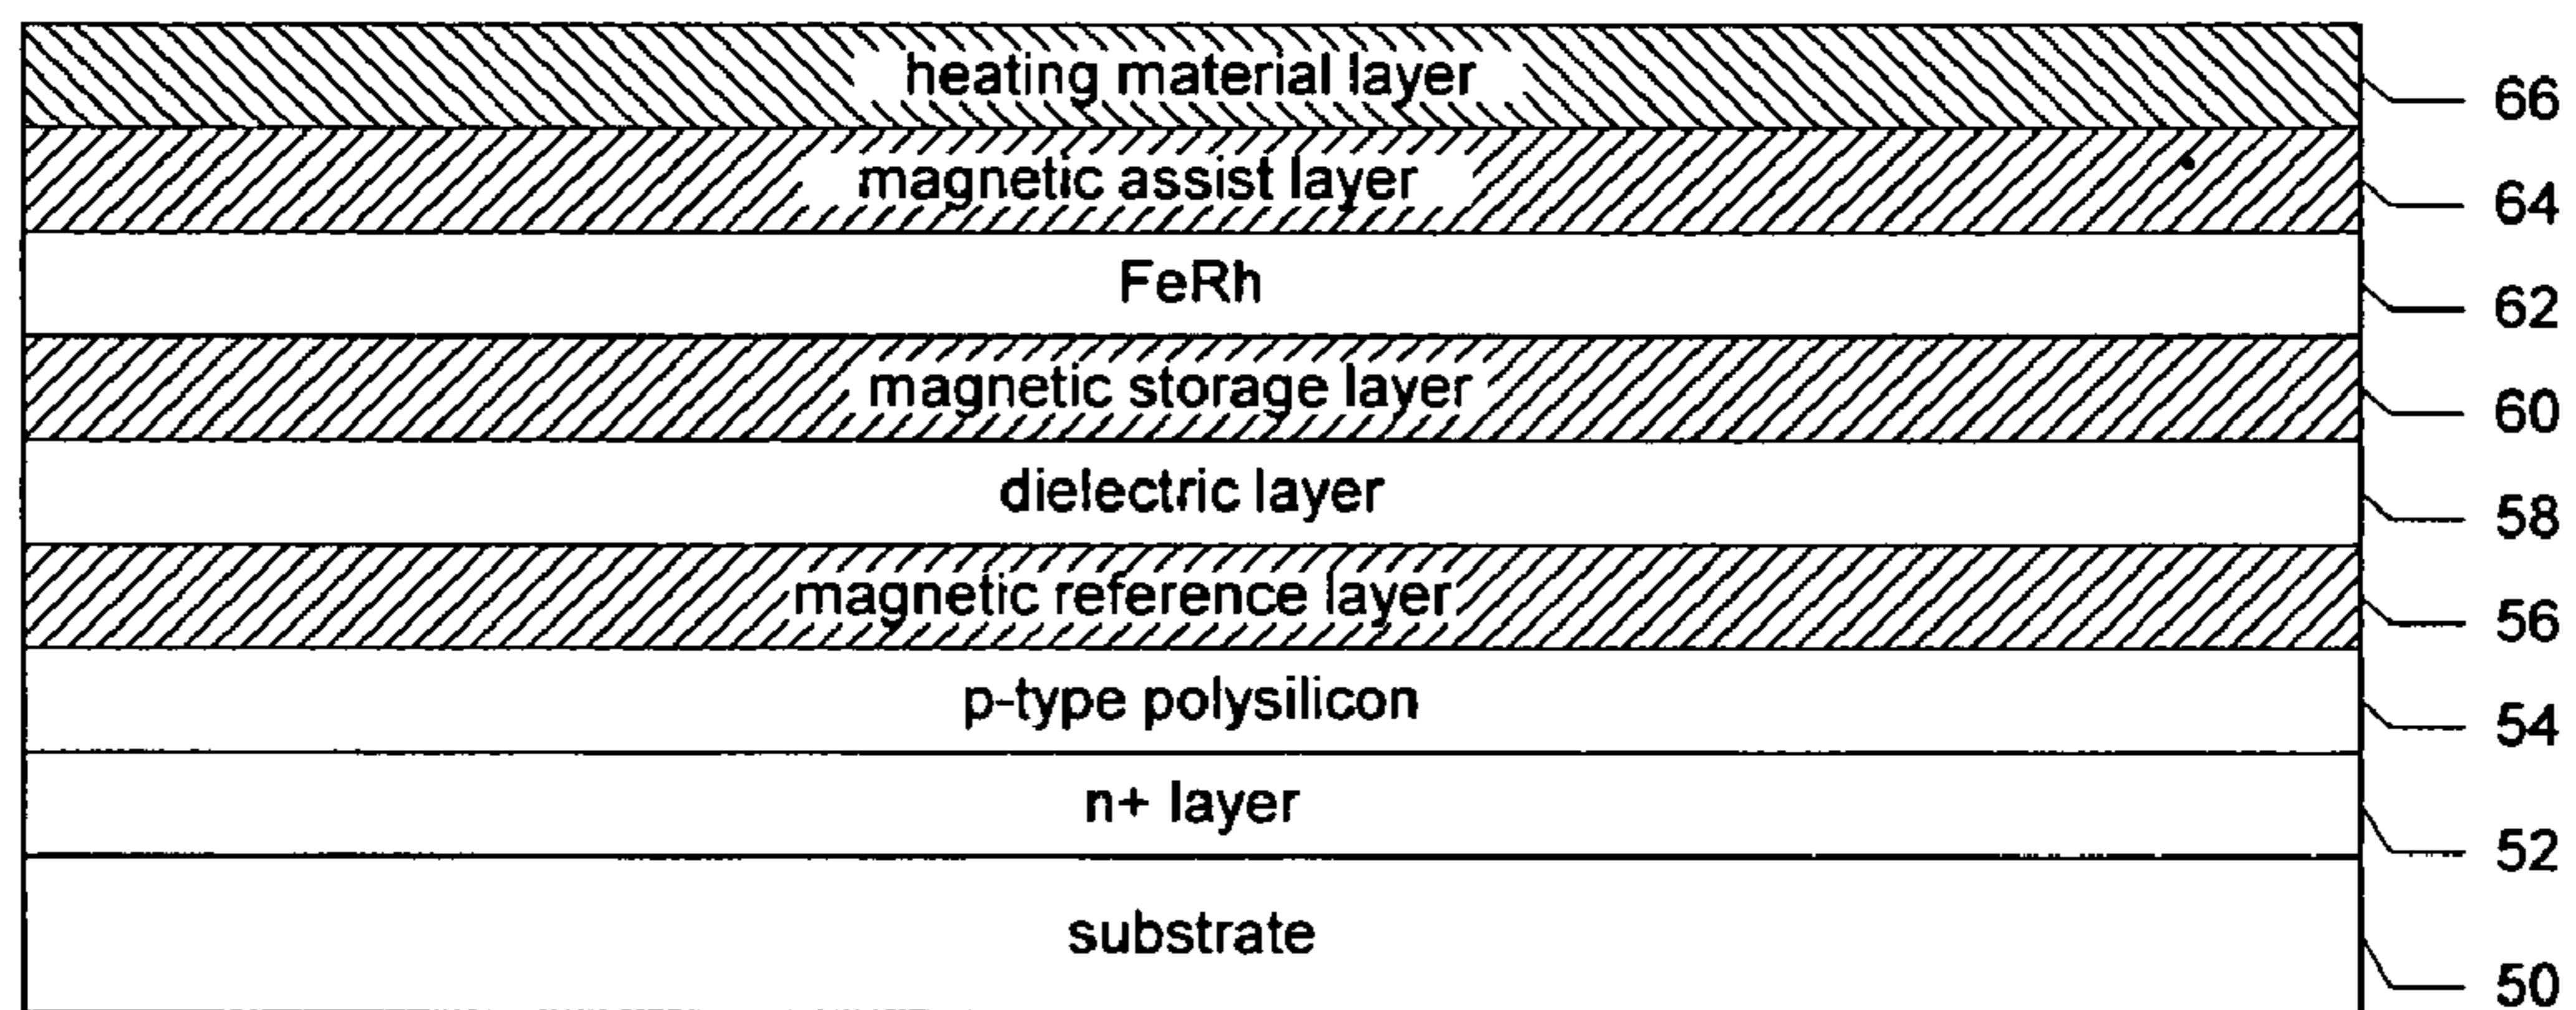 heating material layer 66
magnetic assist layer 64
FeRh 62
magnetic storage layer 60
dielectric layer 58
magnetic reference layer 56
p-type polysilicon 54
n+ layer 52
substrate 50